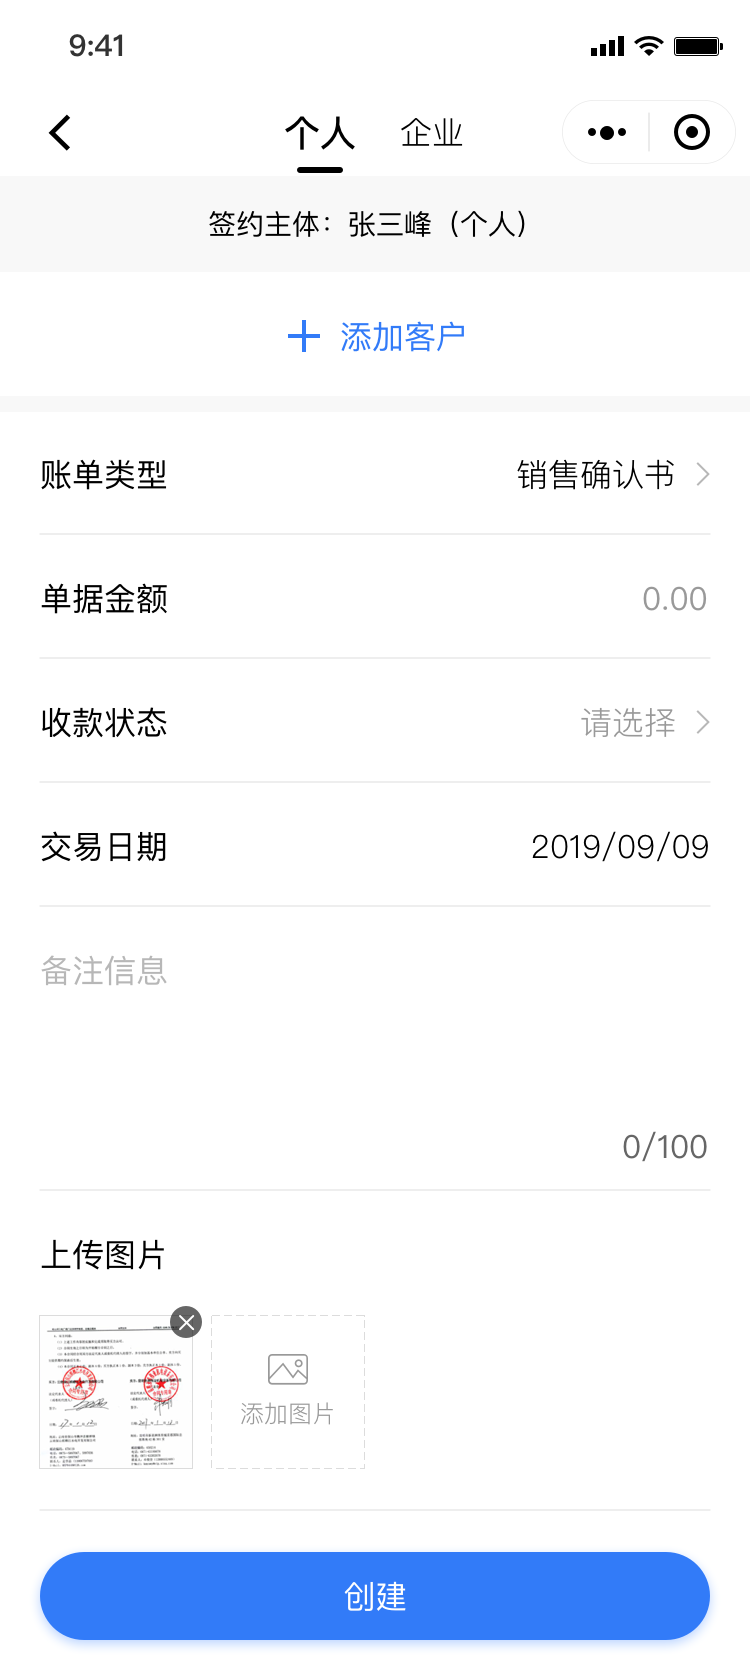 9:41
个人 企业
签约主体：张三峰（个人）
添加客户
账单类型 销售确认书
单据金额 0.00
收款状态 请选择
交易日期 2019/09/09
备注信息
0/100
上传图片
添加图片
创建